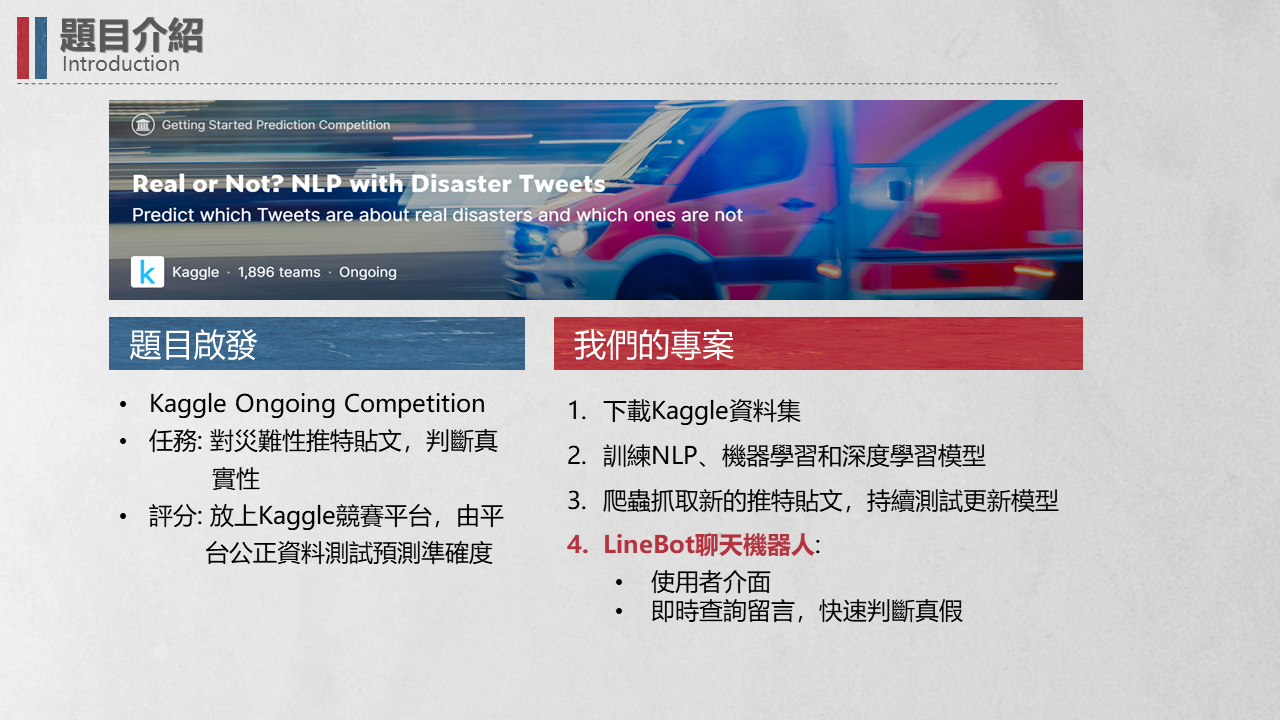 題目介紹
Introduction
Getting Started Prediction Competition
Real or Not? NLP with Disaster Tweets
Predict which Tweets are about real disasters and which ones are not
k Kaggle · 1,896 teams · Ongoing
題目啟發
• Kaggle Ongoing Competition
• 任務: 對災難性推特貼文，判斷真
實性
• 評分: 放上Kaggle競賽平台，由平
台公正資料測試預測準確度
我們的專案
1. 下載Kaggle資料集
2. 訓練NLP、機器學習和深度學習模型
3. 爬蟲抓取新的推特貼文，持續測試更新模型
4. LineBot聊天機器人:
• 使用者介面
• 即時查詢留言，快速判斷真假